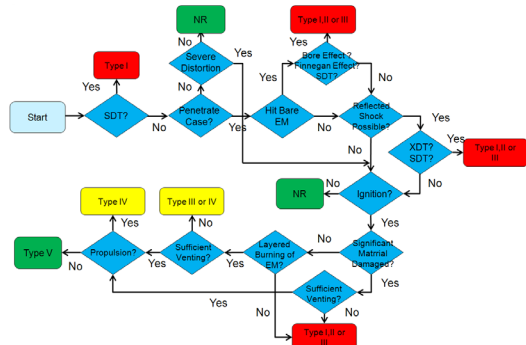 NR
Type I
Type I,II or III
No
Yes
Severe
Distortion
Bore Effect ?
Finnegan Effect?
SDT?
Yes
No
Yes
No
Start
SDT?
No
Penetrate
Case?
Yes
Hit Bare
EM
No
Reflected
Shock
Possible?
Yes
No
XDT?
SDT?
Yes
Type I,II or
III
No
NR
No
Ignition?
Yes
Type IV
Type III or IV
Yes
No
Type V
No
Propulsion?
Yes
Sufficient
Venting?
Yes
Layered
Burning of
EM?
No
Significant
Matrrial
Damaged?
Yes
Yes
No
Sufficient
Venting?
No
Type I,II or
III